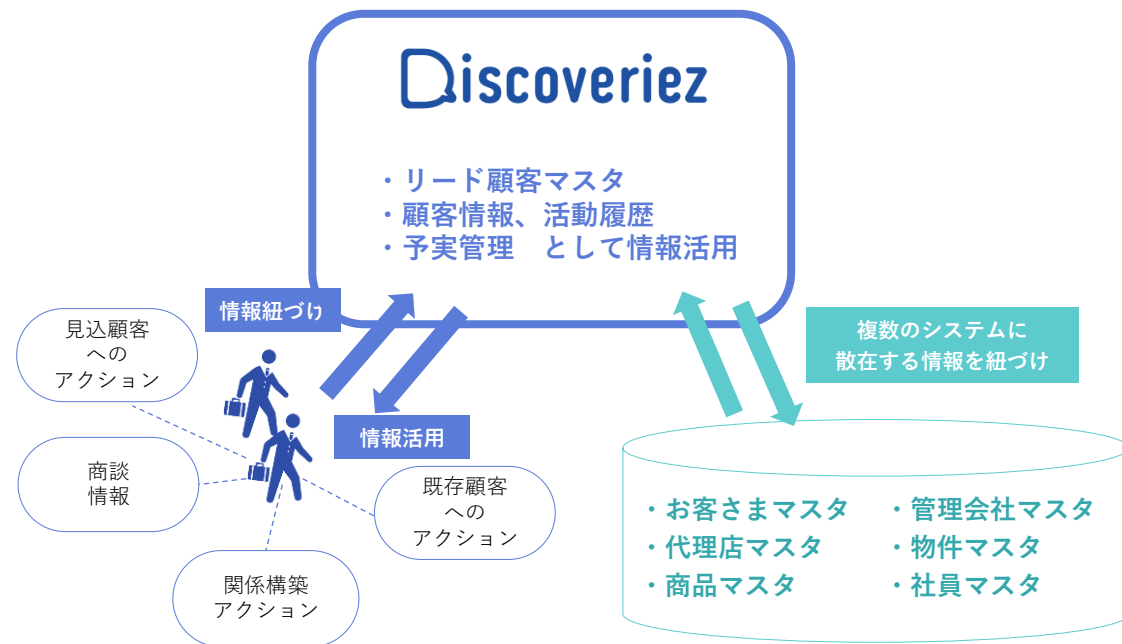 Discoveriez
・リード顧客マスタ
・顧客情報、活動履歴
・予実管理　として情報活用
情報紐づけ
見込顧客
への
アクション
複数のシステムに
散在する情報を紐づけ
情報活用
商談
情報
既存顧客
への
アクション
関係構築
アクション
・お客さまマスタ
・代理店マスタ
・商品マスタ
・管理会社マスタ
・物件マスタ
・社員マスタ